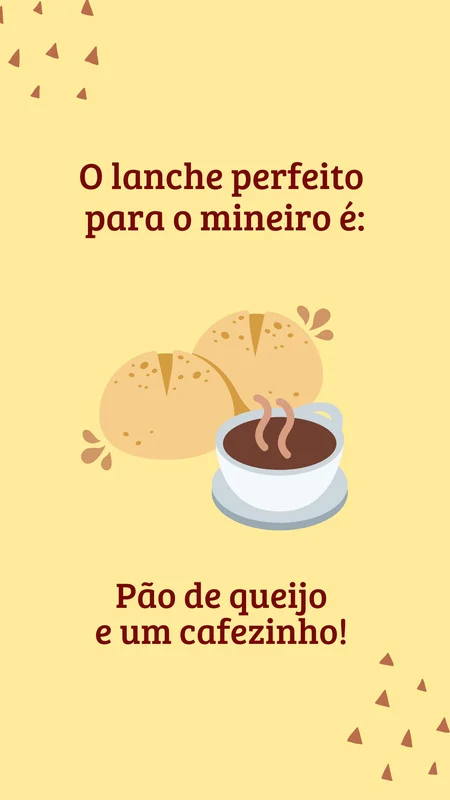 O lanche perfeito
para o mineiro é:
Pão de queijo
e um cafezinho!